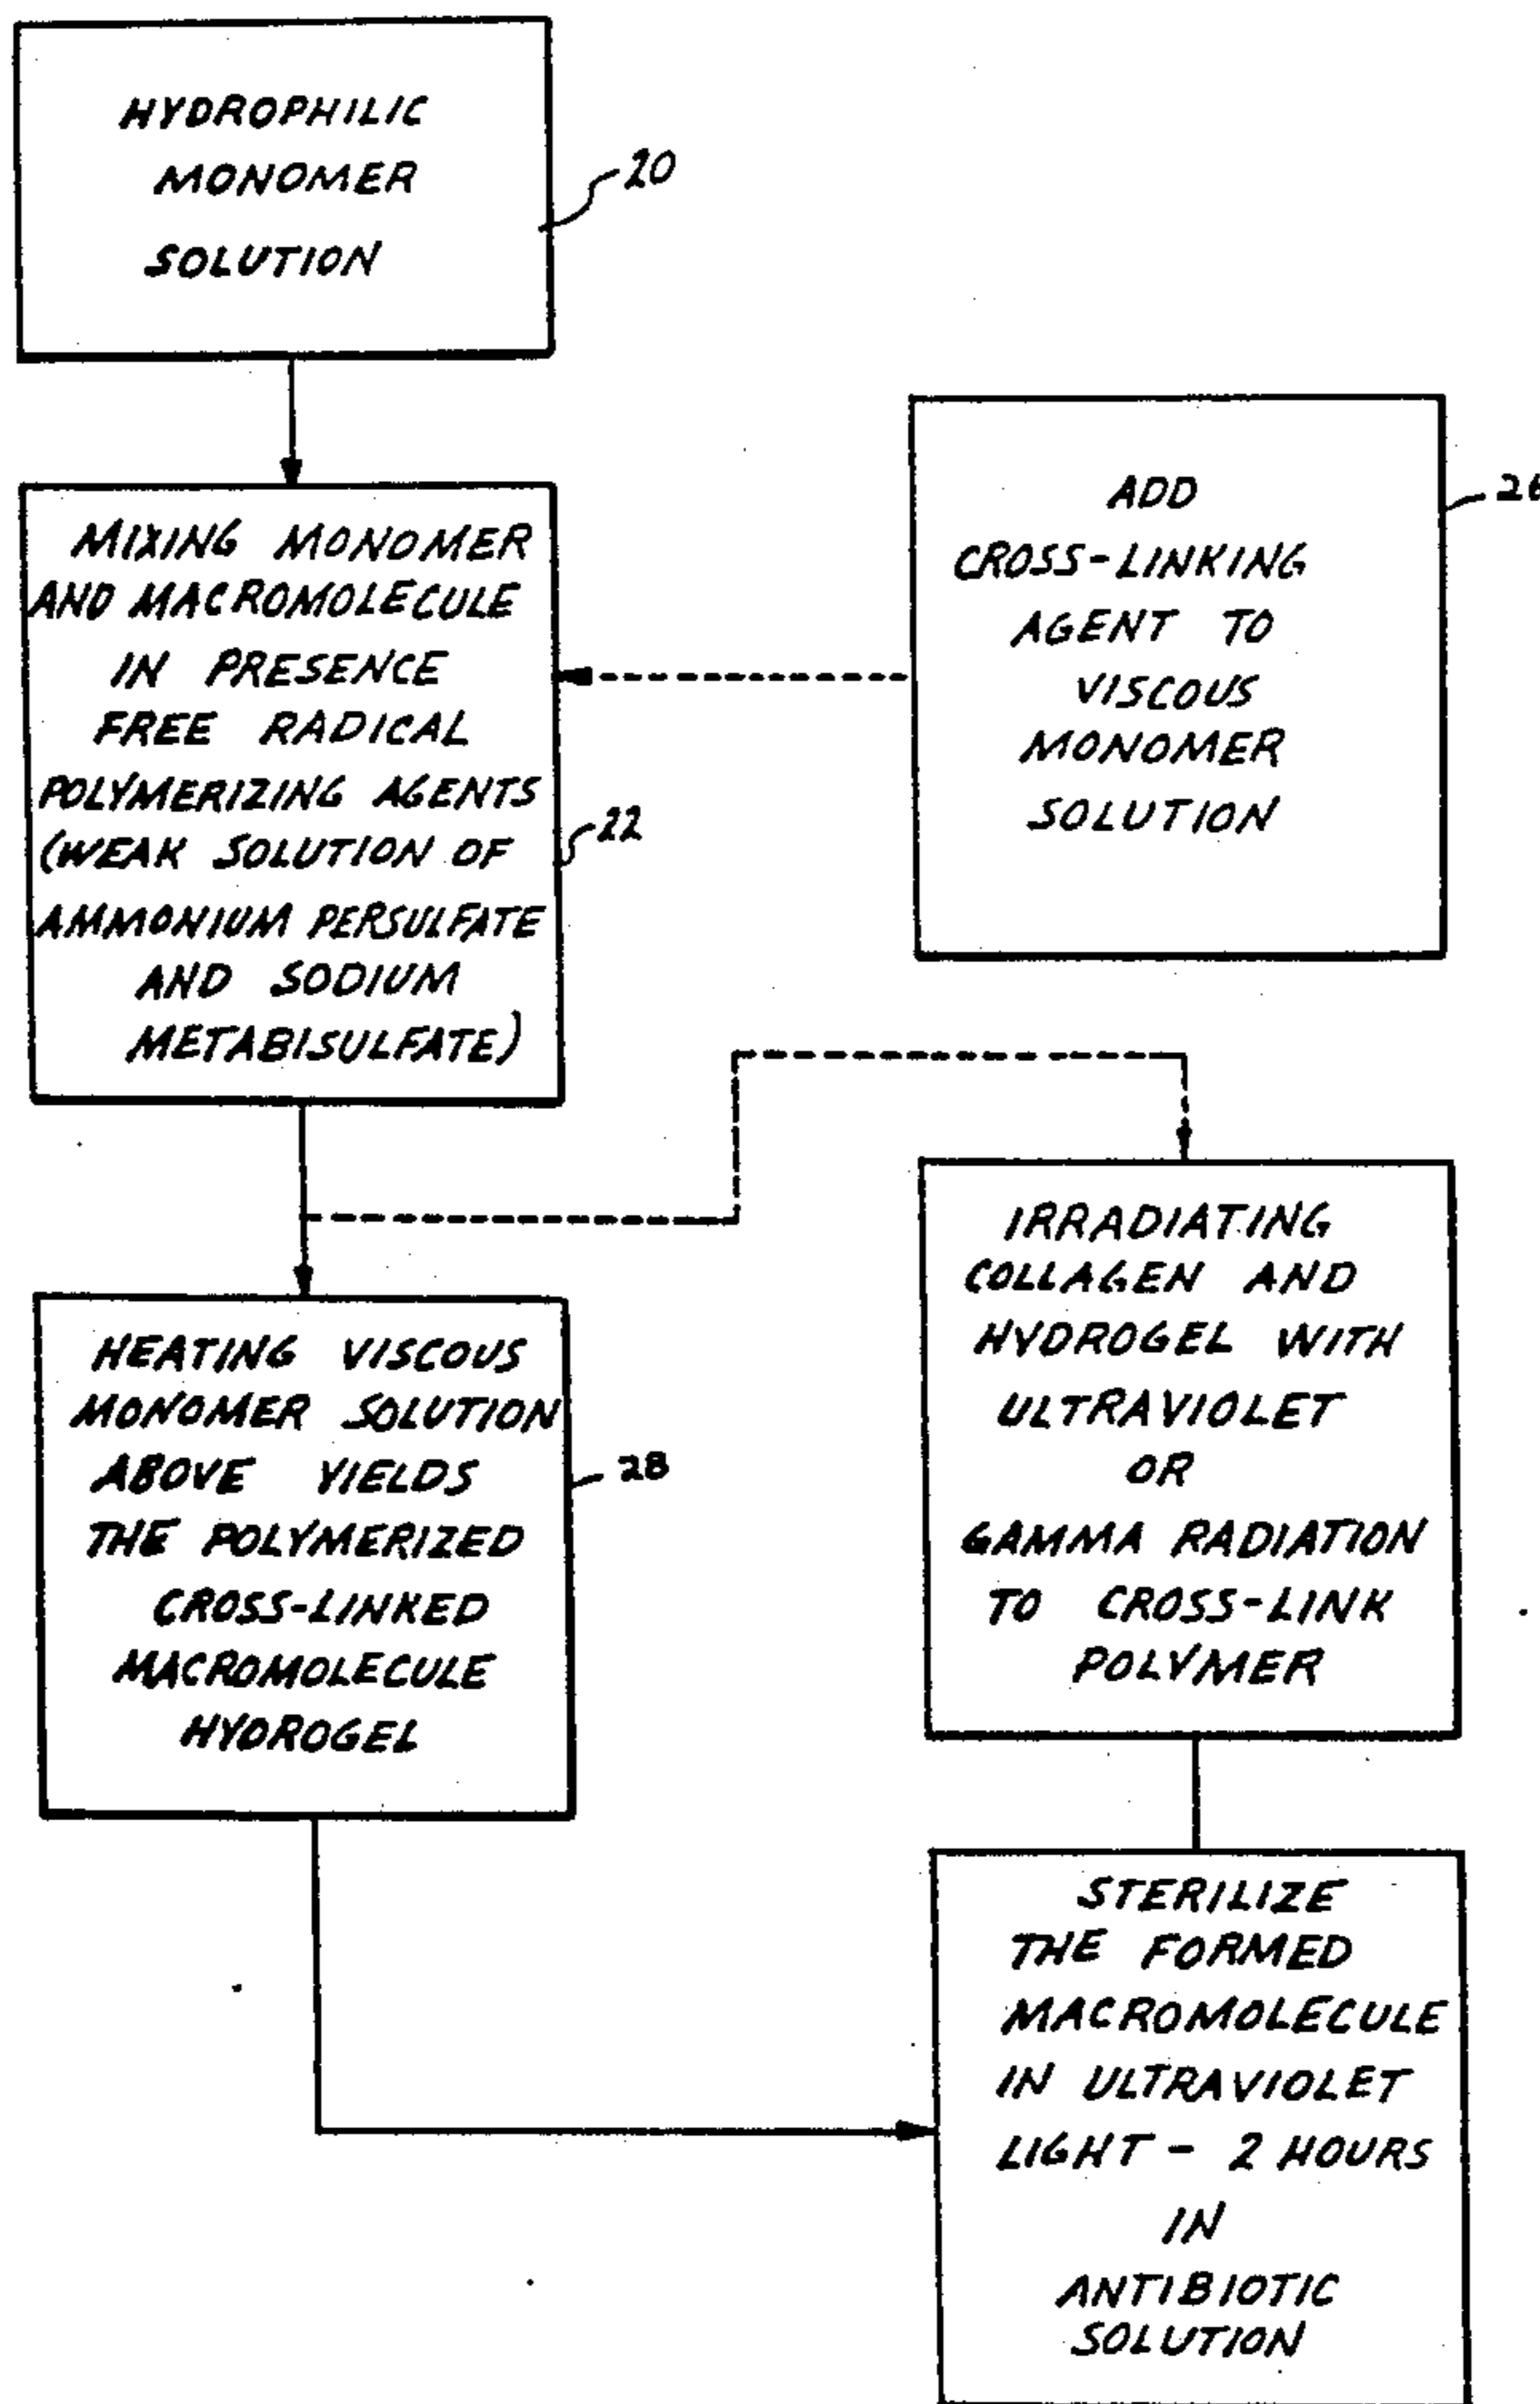 HYDROPHILIC
MONOMER
SOLUTION
20
MIXING MONOMER
AND MACROMOLECULE
IN PRESENCE
FREE RADICAL
POLYMERIZING AGENTS
(WEAK SOLUTION OF
AMMONIUM PERSULFATE
AND SODIUM
METABISULFATE)
22
ADD
CROSS-LINKING
AGENT TO
VISCOUS
MONOMER
SOLUTION
26
HEATING VISCOUS
MONOMER SOLUTION
ABOVE YIELDS
THE POLYMERIZED
CROSS-LINKED
MACROMOLECULE
HYDROGEL
28
IRRADIATING
COLLAGEN AND
HYDROGEL WITH
ULTRAVIOLET
OR
GAMMA RADIATION
TO CROSS-LINK
POLYMER
STERILIZE
THE FORMED
MACROMOLECULE
IN ULTRAVIOLET
LIGHT - 2 HOURS
IN
ANTIBIOTIC
SOLUTION